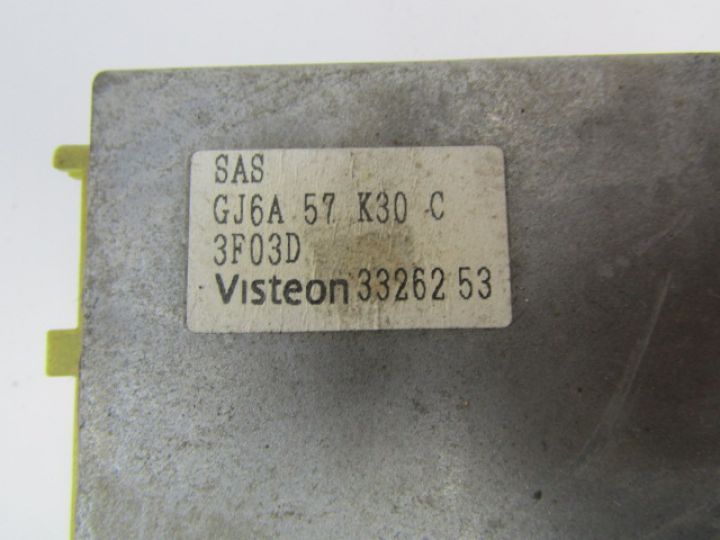 SAS
GJ6A 57 K30 C
3F03D
Visteon 33262 53